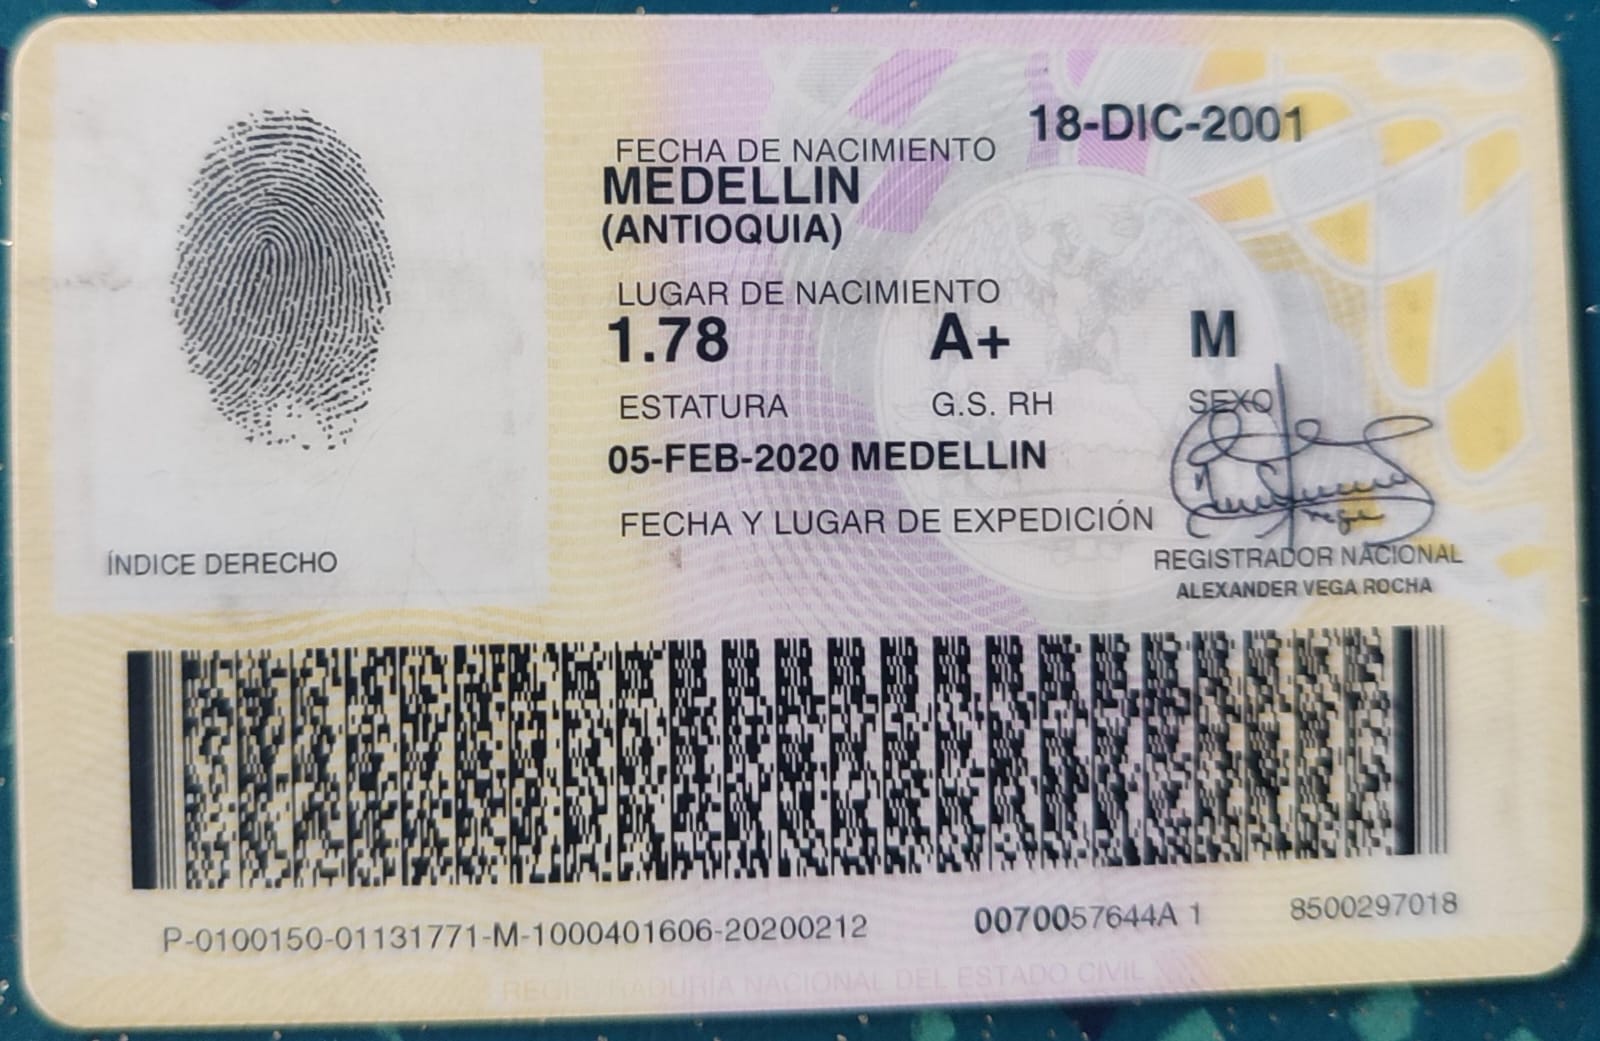 18-DIC-2001
FECHA DE NACIMIENTO
MEDELLIN
(ANTIOQUIA)
LUGAR DE NACIMIENTO
1.78 A+ M
ESTATURA G.S. RH SEXO
05-FEB-2020 MEDELLIN
FECHA Y LUGAR DE EXPEDICIÓN
ÍNDICE DERECHO
REGISTRADOR NACIONAL
ALEXANDER VEGA ROCHA
P-0100150-01131771-M-1000401606-20200212 0070057644A 1 8500297018
REGISTRADURÍA NACIONAL DEL ESTADO CIVIL